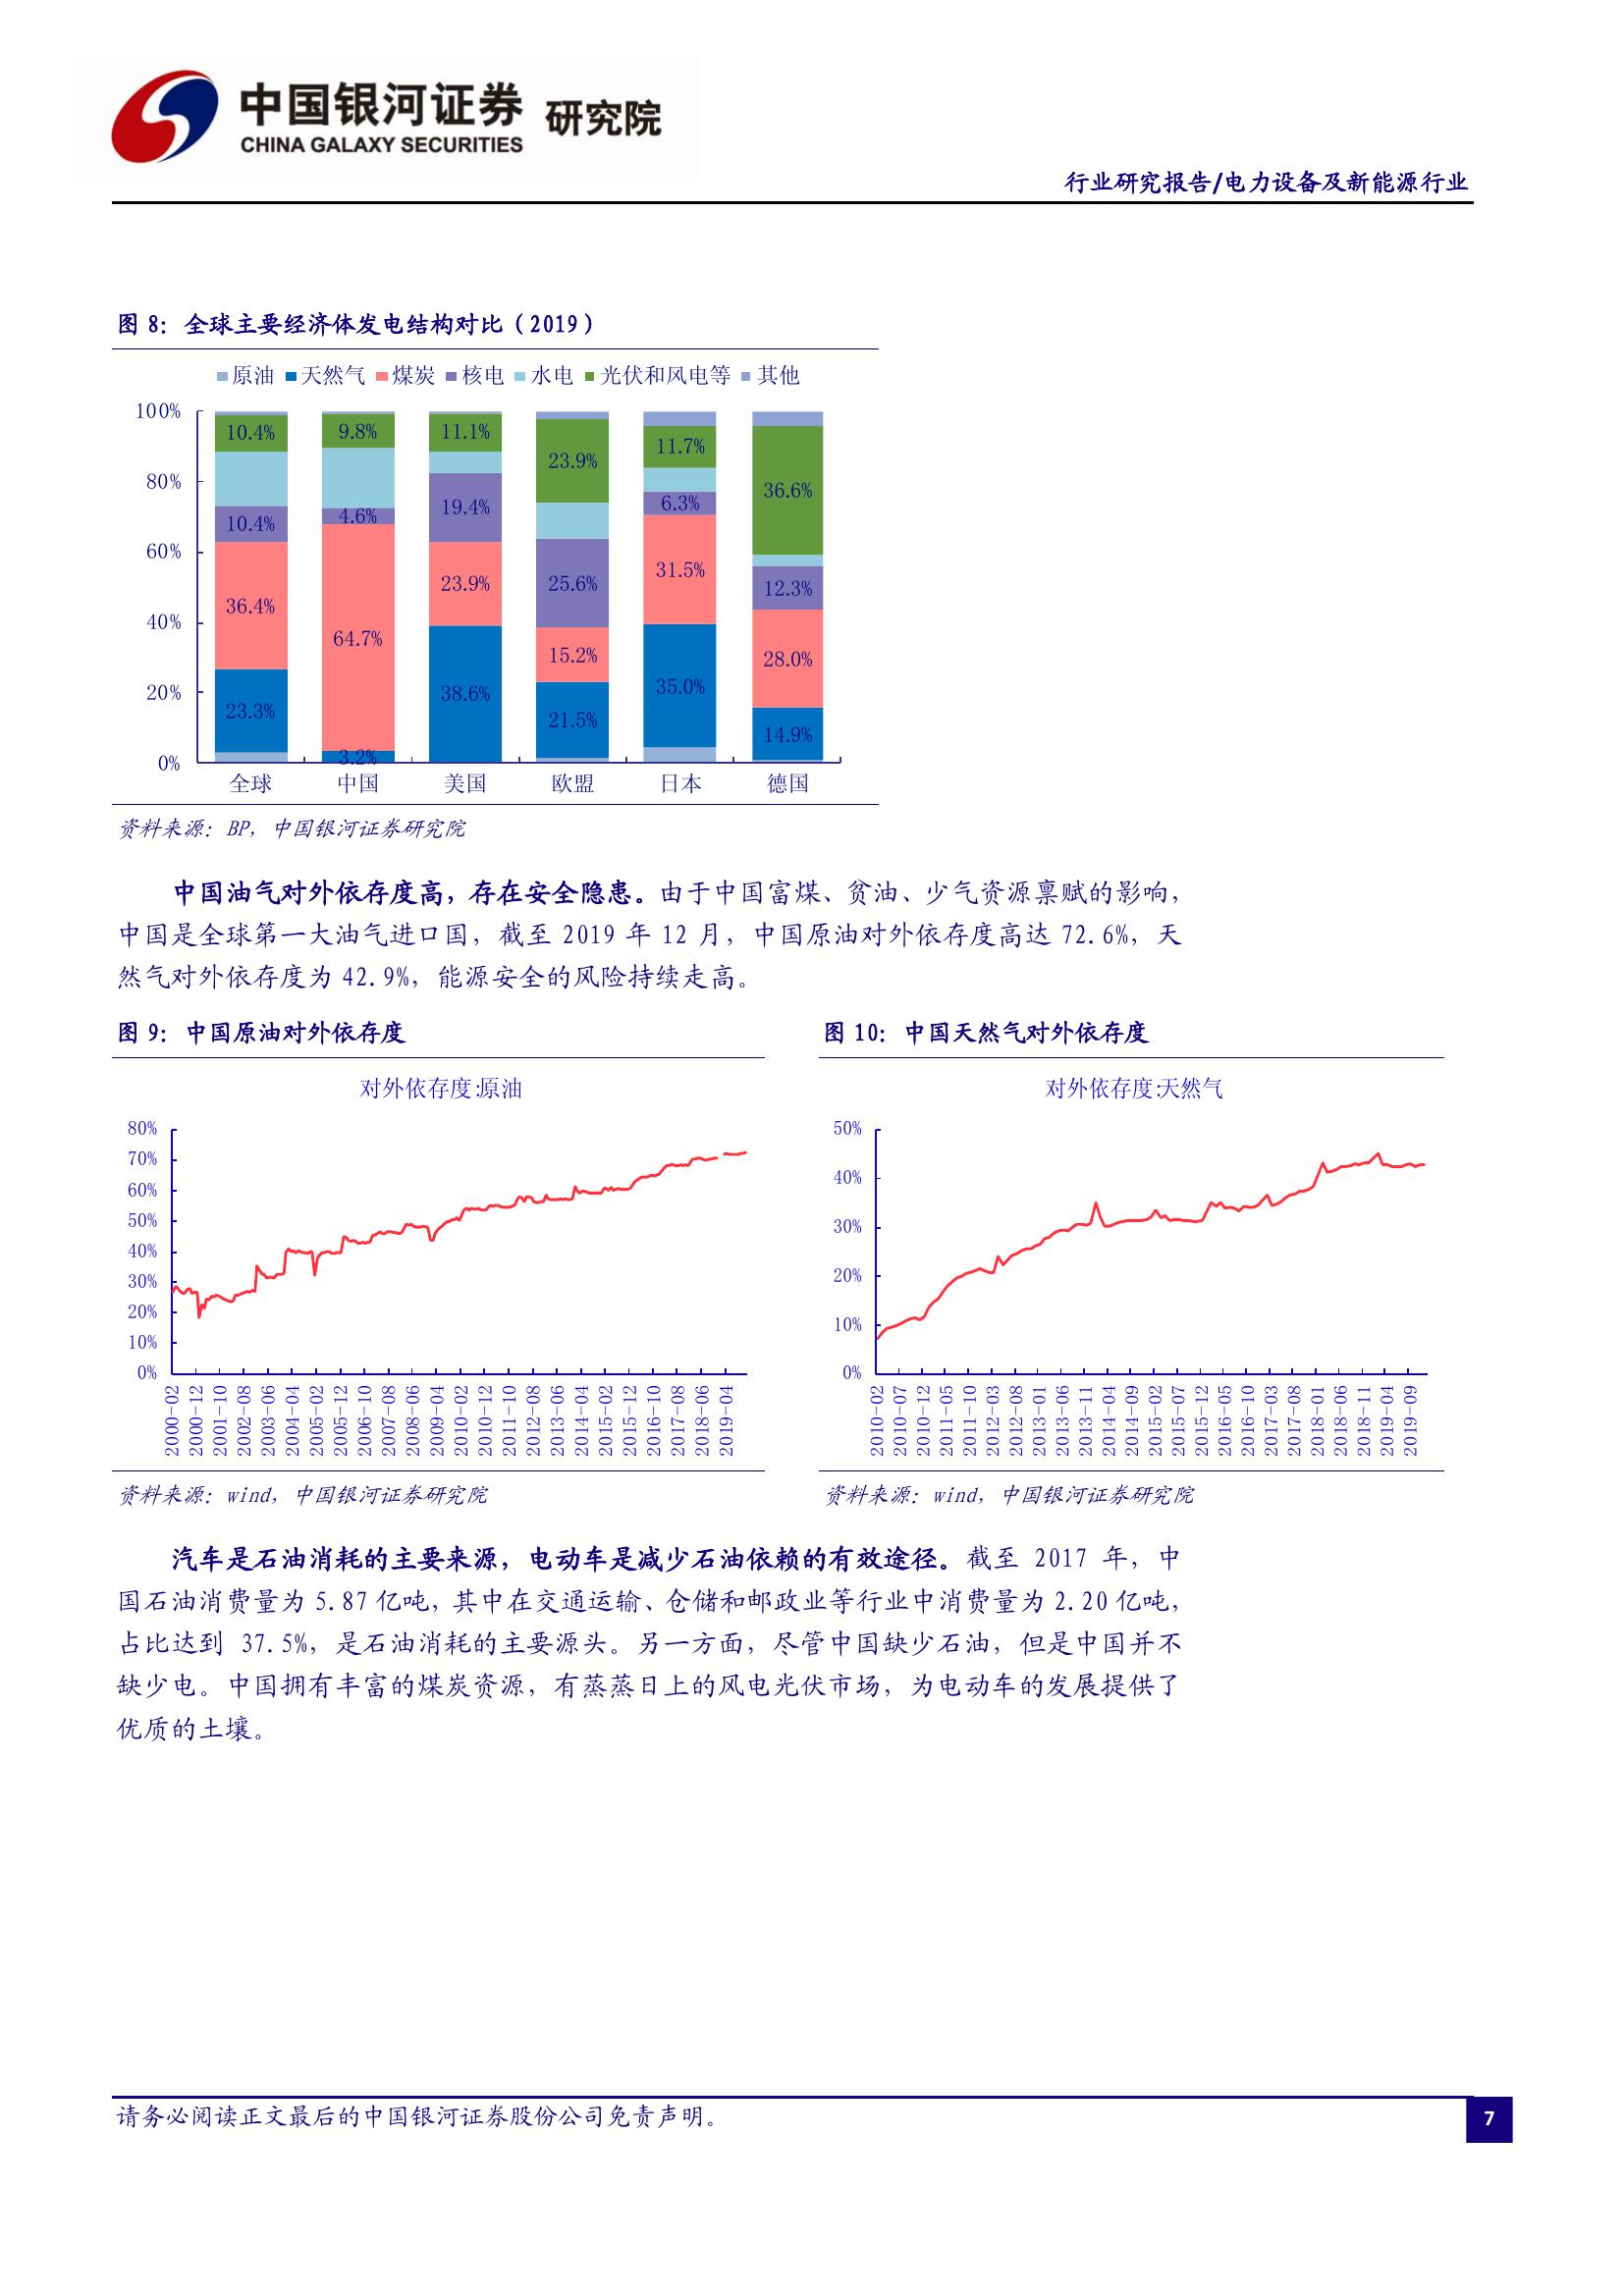 中国银河证券 研究院
CHINA GALAXY SECURITIES
行业研究报告/电力设备及新能源行业
图 8：全球主要经济体发电结构对比（2019）
原油 天然气 煤炭 核电 水电 光伏和风电等 其他
100%
80%
60%
40%
20%
0%
10.4% 9.8% 11.1% 23.9% 11.7% 36.6%
10.4% 4.6% 19.4% 25.6% 6.3% 12.3%
36.4% 64.7% 23.9% 15.2% 31.5% 28.0%
23.3% 3.2% 38.6% 21.5% 35.0% 14.9%
全球 中国 美国 欧盟 日本 德国
资料来源：BP，中国银河证券研究院
中国油气对外依存度高，存在安全隐患。由于中国富煤、贫油、少气资源禀赋的影响，
中国是全球第一大油气进口国，截至 2019 年 12 月，中国原油对外依存度高达 72.6%，天
然气对外依存度为 42.9%，能源安全的风险持续走高。
图 9：中国原油对外依存度
对外依存度:原油
80%
70%
60%
50%
40%
30%
20%
10%
0%
2000-02 2000-12 2001-10 2002-08 2003-06 2004-04 2005-02 2005-12 2006-10 2007-08 2008-06 2009-04 2010-02 2010-12 2011-10 2012-08 2013-06 2014-04 2015-02 2015-12 2016-10 2017-08 2018-06 2019-04
资料来源：wind，中国银河证券研究院
图 10：中国天然气对外依存度
对外依存度:天然气
50%
40%
30%
20%
10%
0%
2010-02 2010-07 2010-12 2011-05 2011-10 2012-03 2012-08 2013-01 2013-06 2013-11 2014-04 2014-09 2015-02 2015-07 2015-12 2016-05 2016-10 2017-03 2017-08 2018-01 2018-06 2018-11 2019-04 2019-09
资料来源：wind，中国银河证券研究院
汽车是石油消耗的主要来源，电动车是减少石油依赖的有效途径。截至 2017 年，中
国石油消费量为 5.87 亿吨，其中在交通运输、仓储和邮政业等行业中消费量为 2.20 亿吨，
占比达到 37.5%，是石油消耗的主要源头。另一方面，尽管中国缺少石油，但是中国并不
缺少电。中国拥有丰富的煤炭资源，有蒸蒸日上的风电光伏市场，为电动车的发展提供了
优质的土壤。
请务必阅读正文最后的中国银河证券股份公司免责声明。
7